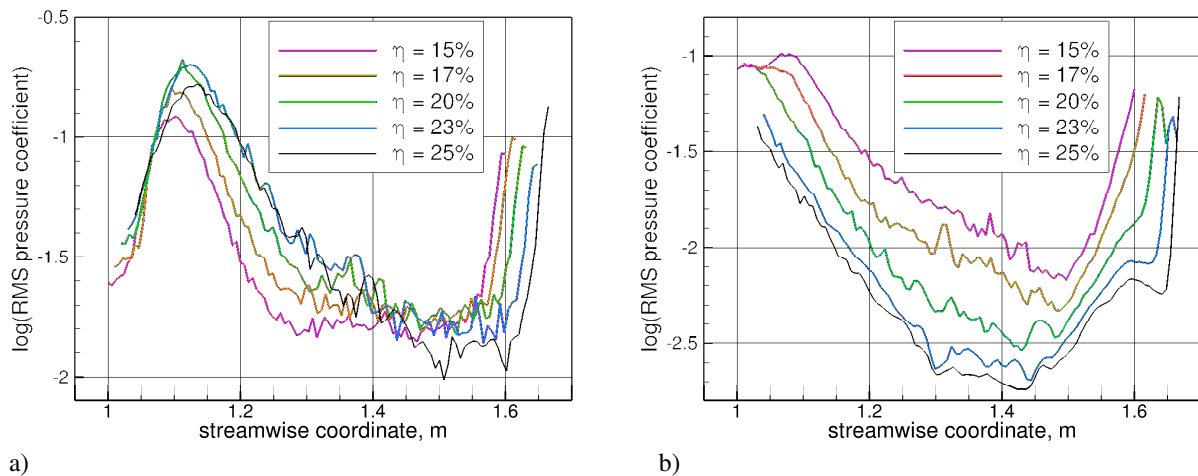 -0.5
-1
-1.5
-2
log(RMS pressure coefficient)
η = 15%
η = 17%
η = 20%
η = 23%
η = 25%
1
1.2
1.4
1.6
streamwise coordinate, m
a)
-1
-1.5
-2
-2.5
log(RMS pressure coefficient)
η = 15%
η = 17%
η = 20%
η = 23%
η = 25%
1
1.2
1.4
1.6
streamwise coordinate, m
b)